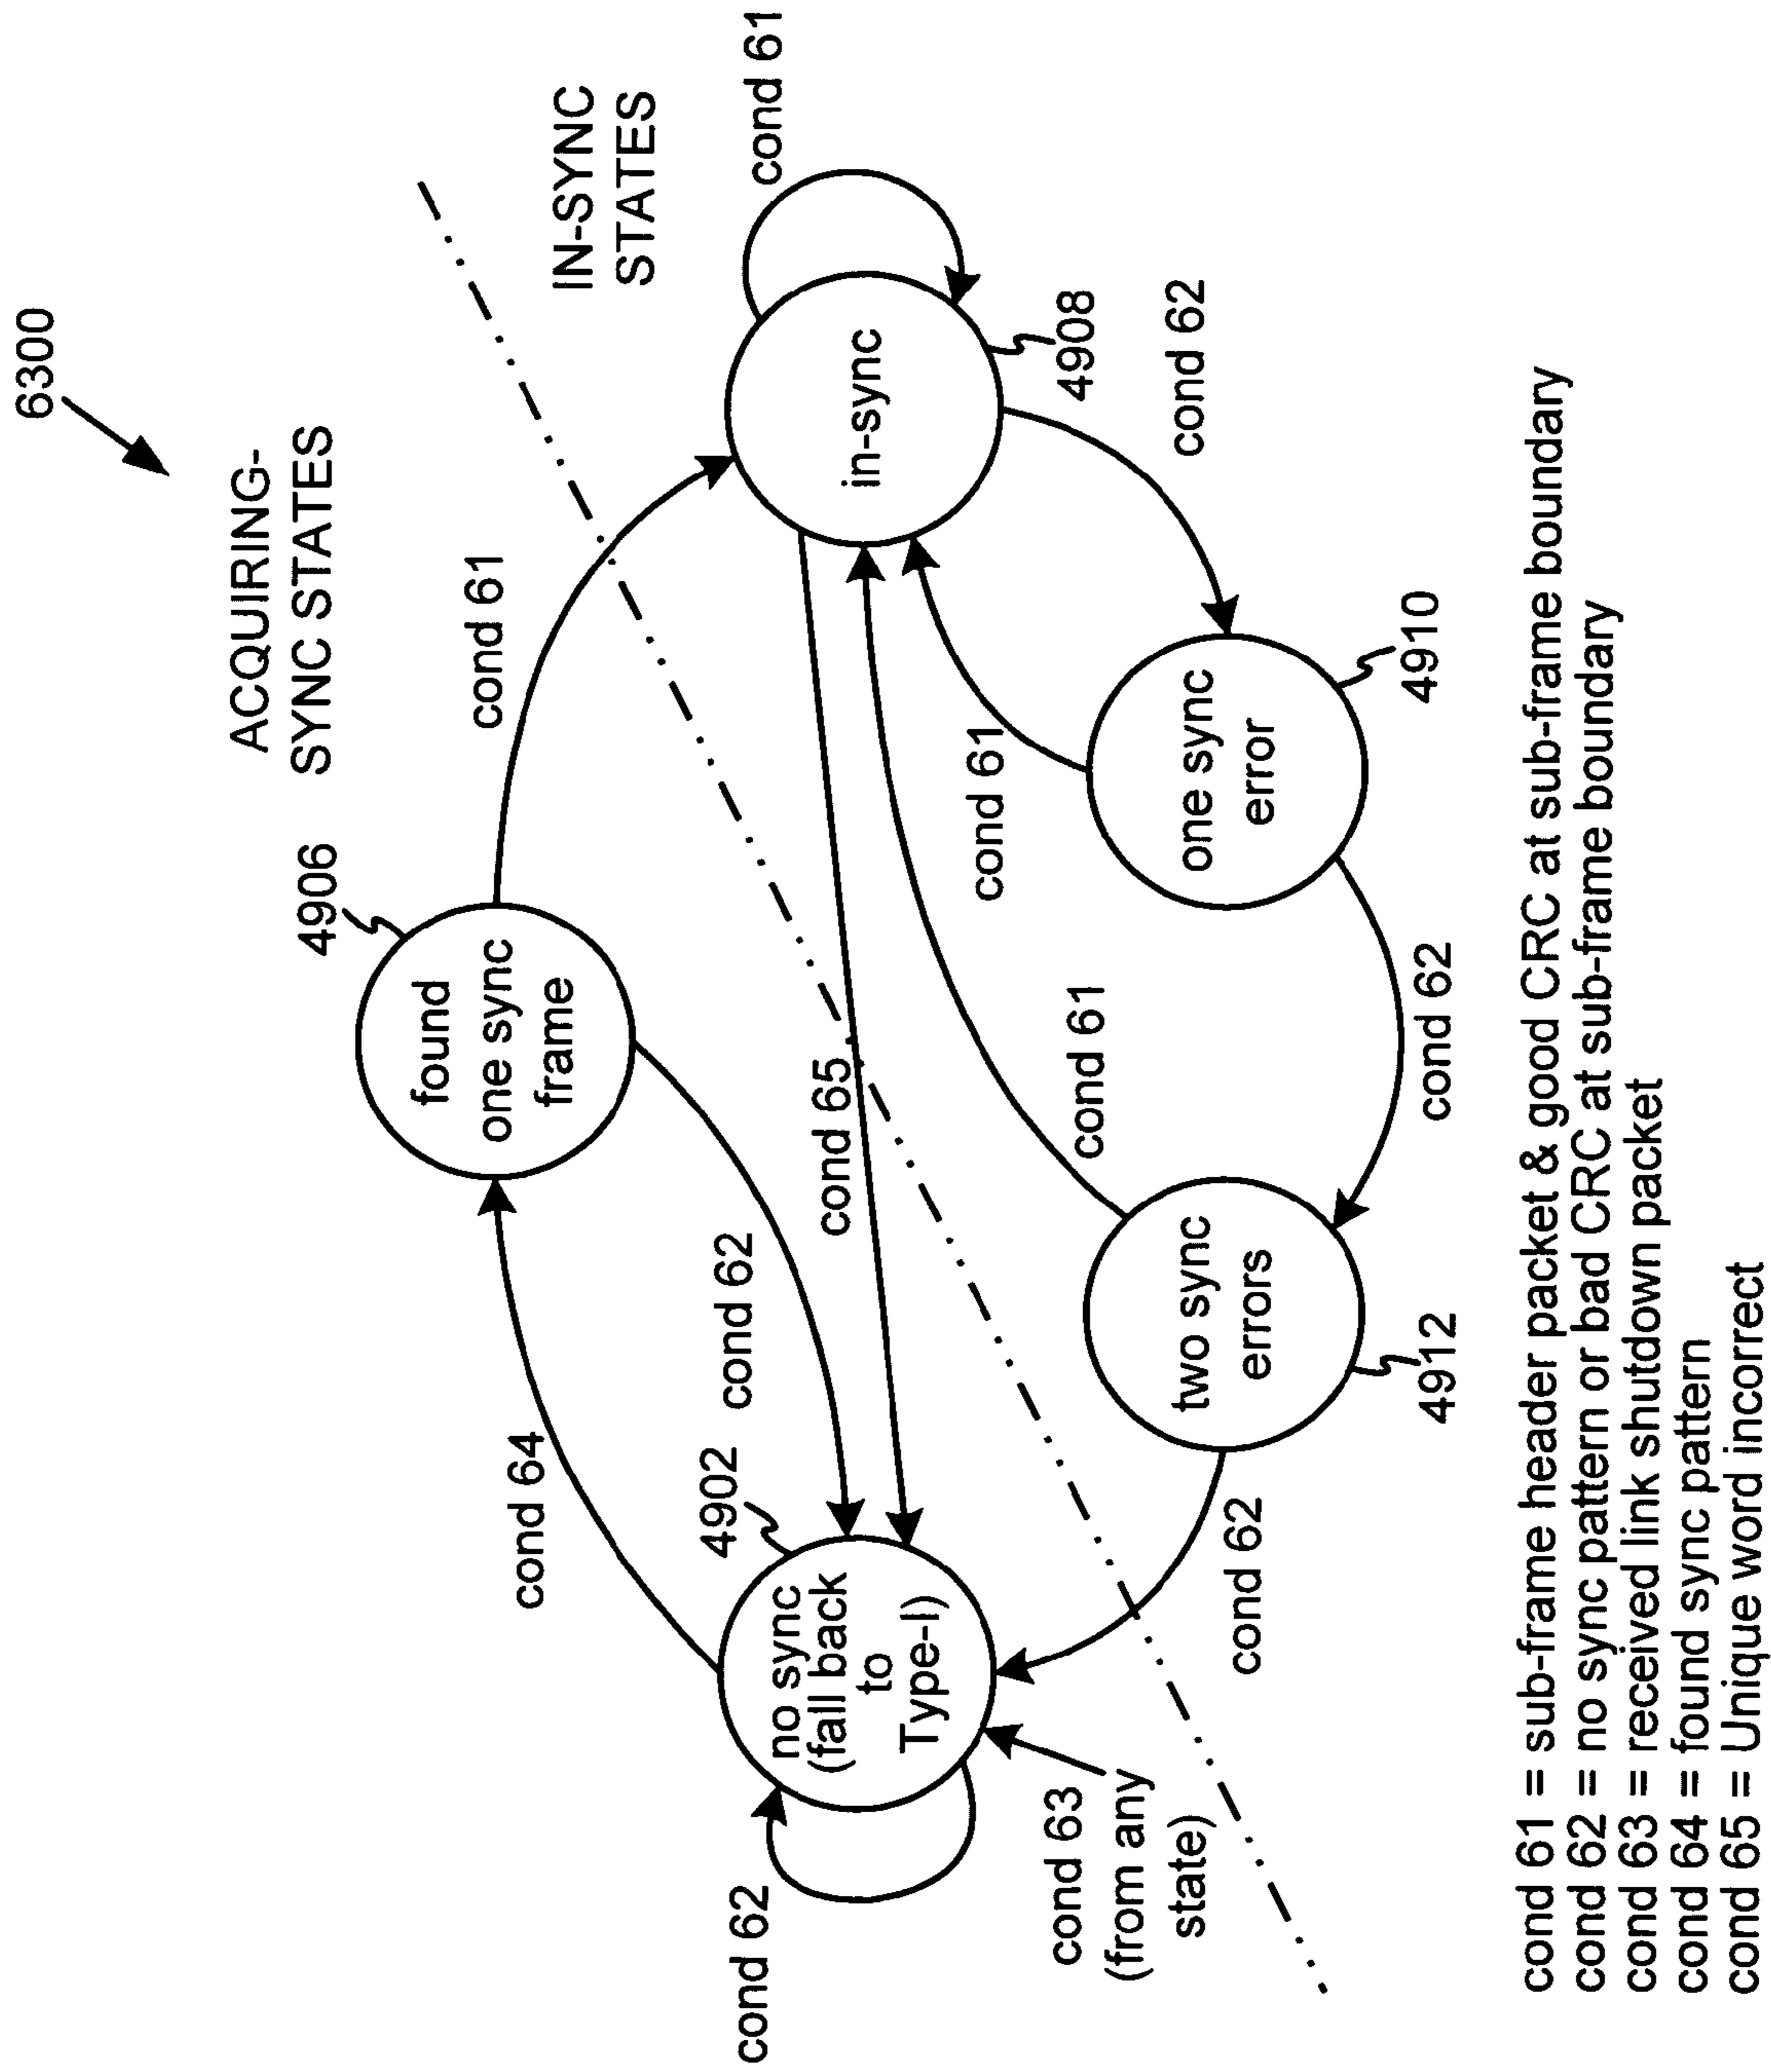 6300
ACQUIRING-
SYNC STATES
IN-SYNC
STATES
4906
found
one sync
frame
cond 61
cond 61
cond 64
cond 62
cond 65
4902
no sync
(fall back
to
Type-I)
cond 62
in-sync
4908
cond 62
cond 61
cond 61
one sync
error
4910
two sync
errors
4912
cond 62
cond 62
cond 63
(from any
state)
cond 61 = sub-frame header packet & good CRC at sub-frame boundary
cond 62 = no sync pattern or bad CRC at sub-frame boundary
cond 63 = received link shutdown packet
cond 64 = found sync pattern
cond 65 = Unique word incorrect